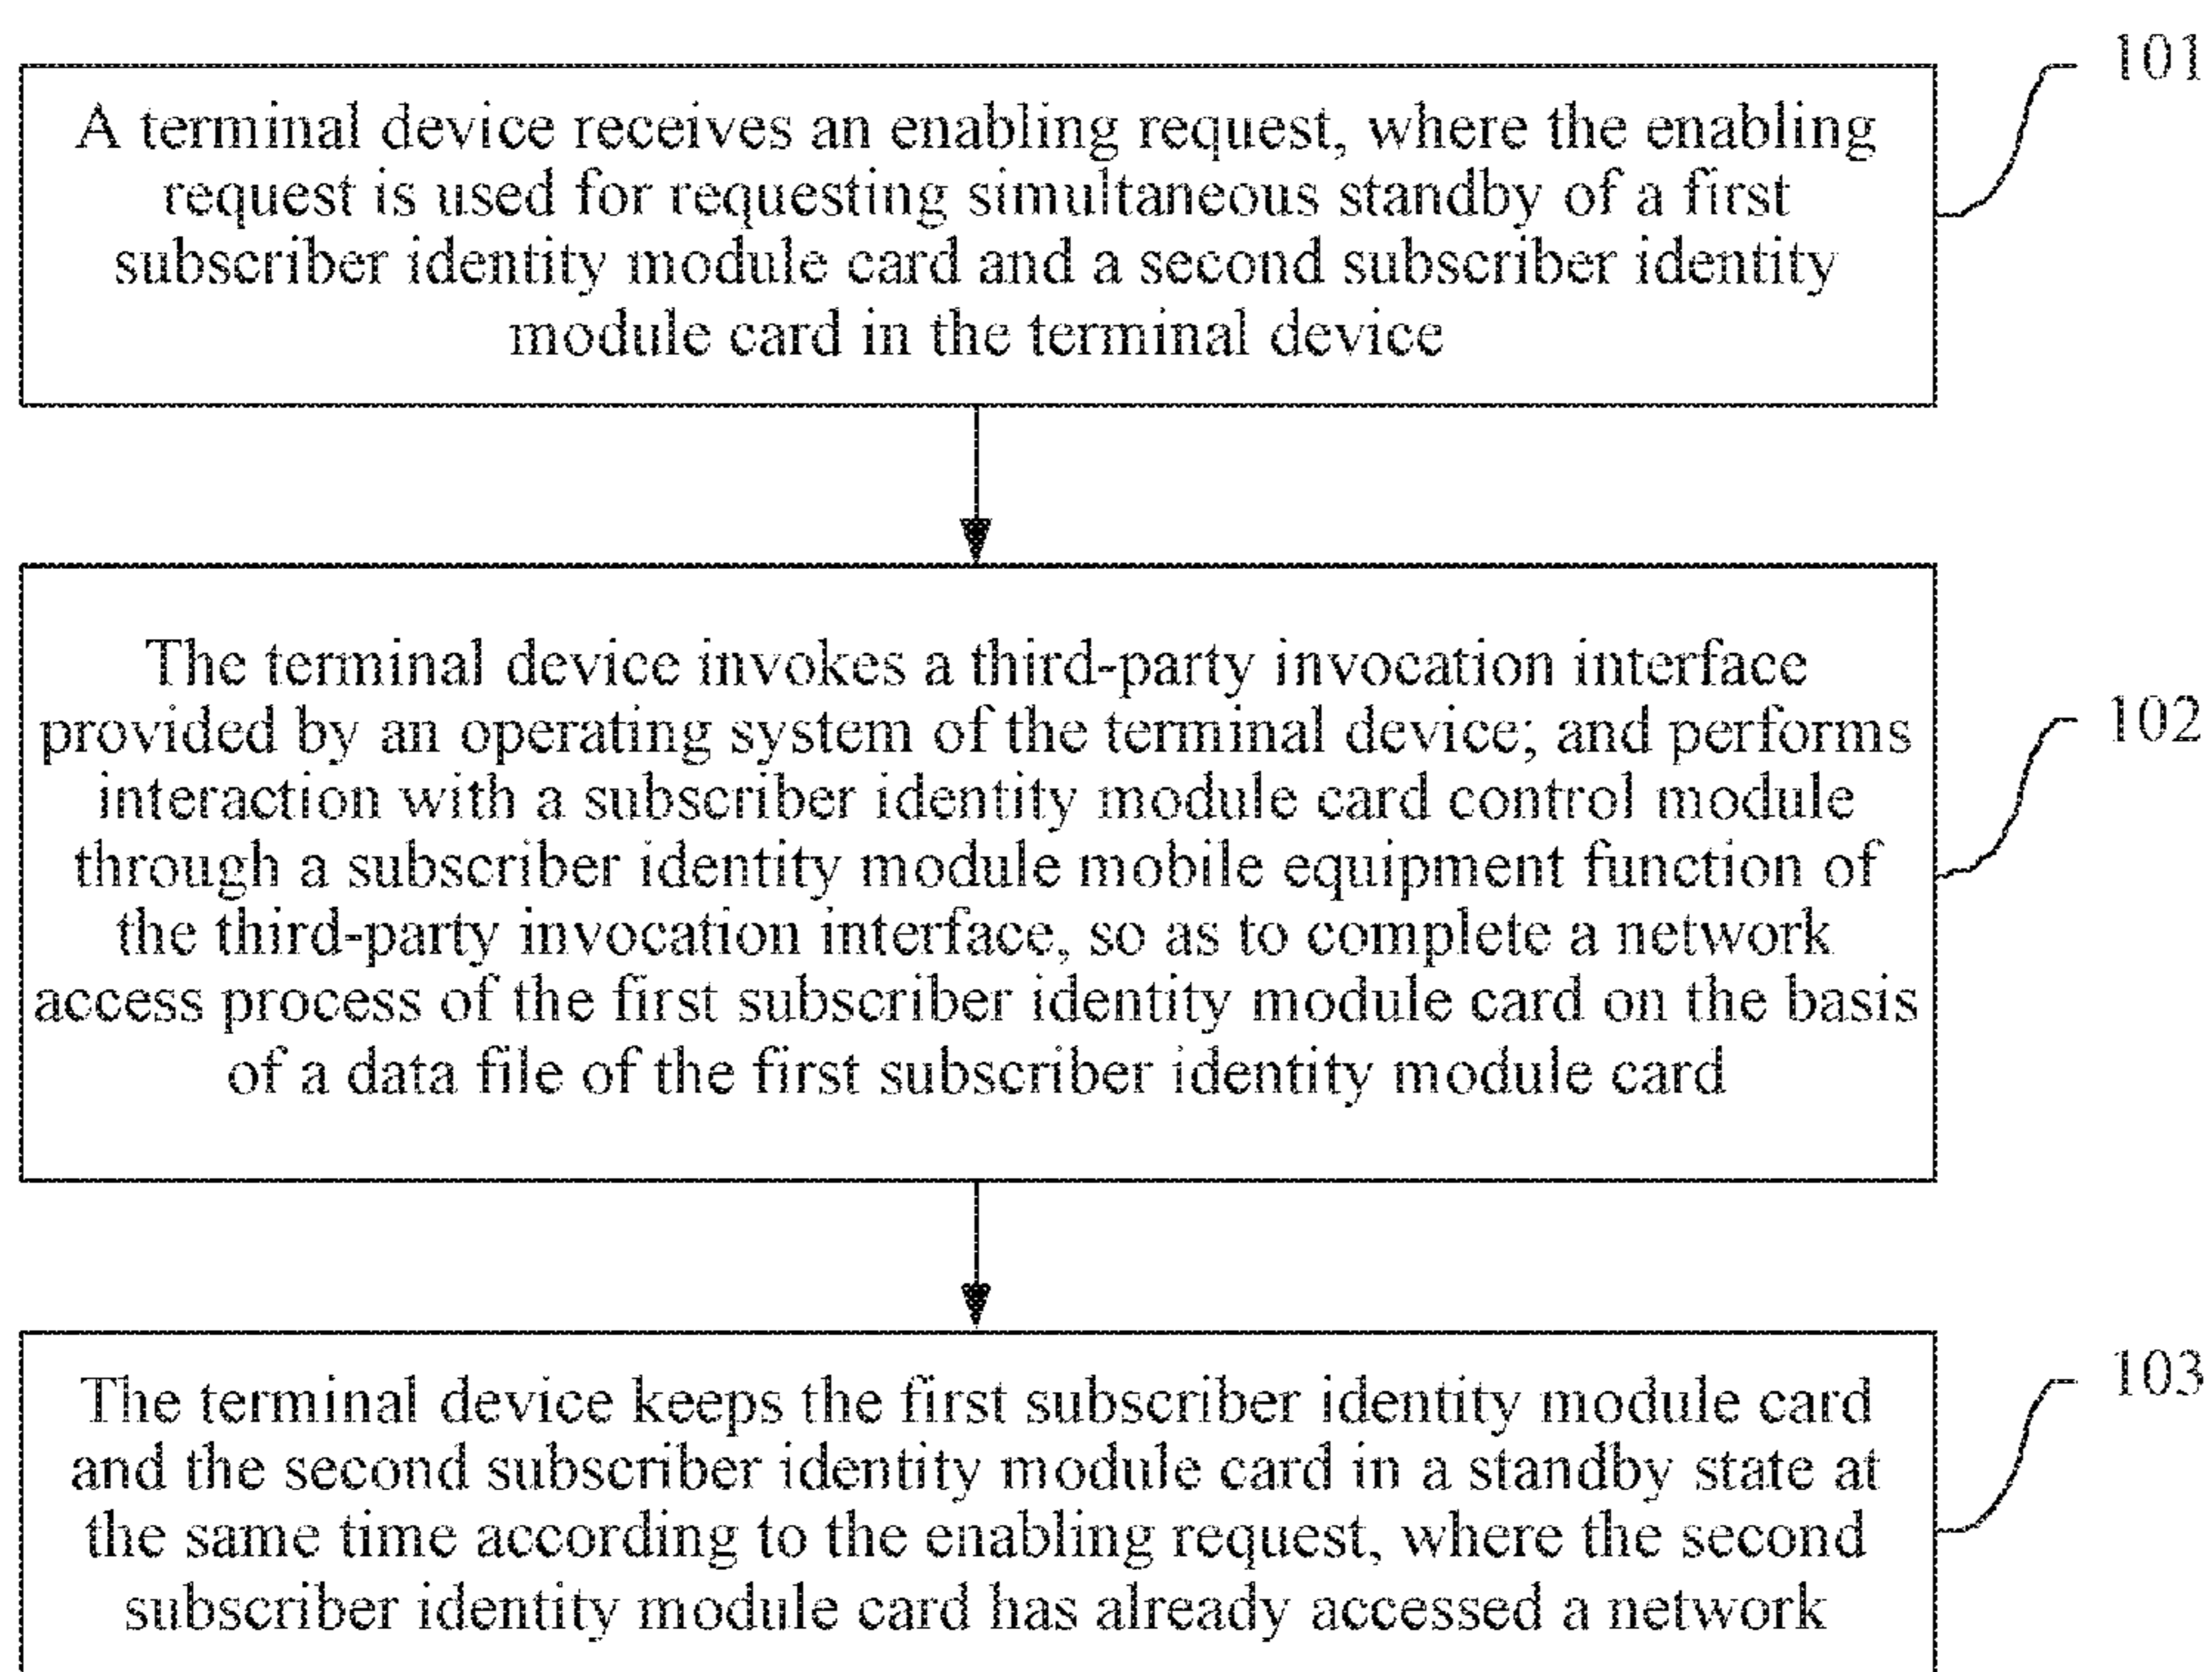 101
A terminal device receives an enabling request, where the enabling
request is used for requesting simultaneous standby of a first
subscriber identity module card and a second subscriber identity
module card in the terminal device
The terminal device invokes a third-party invocation interface
provided by an operating system of the terminal device; and performs
102
interaction with a subscriber identity module card control module
through a subscriber identity module mobile equipment function of
the third-party invocation interface, so as to complete a network
access process of the first subscriber identity module card on the basis
of a data file of the first subscriber identity module card
103
The terminal device keeps the first subscriber identity module card
and the second subscriber identity module card in a standby state at
the same time according to the enabling request, where the second
subscriber identity module card has already accessed a network